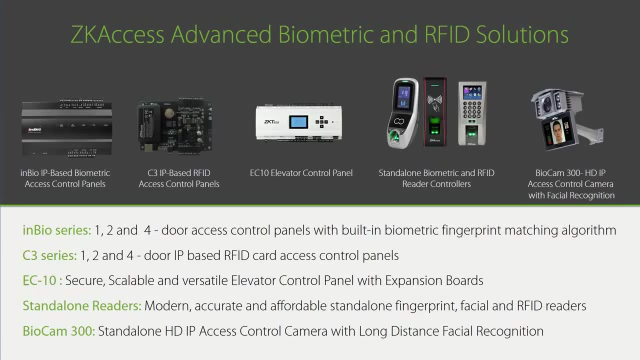 ZKAccess Advanced Biometric and RFID Solutions
inBio IP-Based Biometric
Access Control Panels
C3 IP-Based RFID
Access Control Panels
EC10 Elevator Control Panel
Standalone Biometric and RFID
Reader Controllers
BioCam 300- HD IP
Access Control Camera
with Facial Recognition
inBio series: 1, 2 and 4 - door access control panels with built-in biometric fingerprint matching algorithm
C3 series: 1, 2 and 4 - door IP based RFID card access control panels
EC-10 : Secure, Scalable and versatile Elevator Control Panel with Expansion Boards
Standalone Readers: Modern, accurate and affordable standalone fingerprint, facial and RFID readers
BioCam 300: Standalone HD IP Access Control Camera with Long Distance Facial Recognition